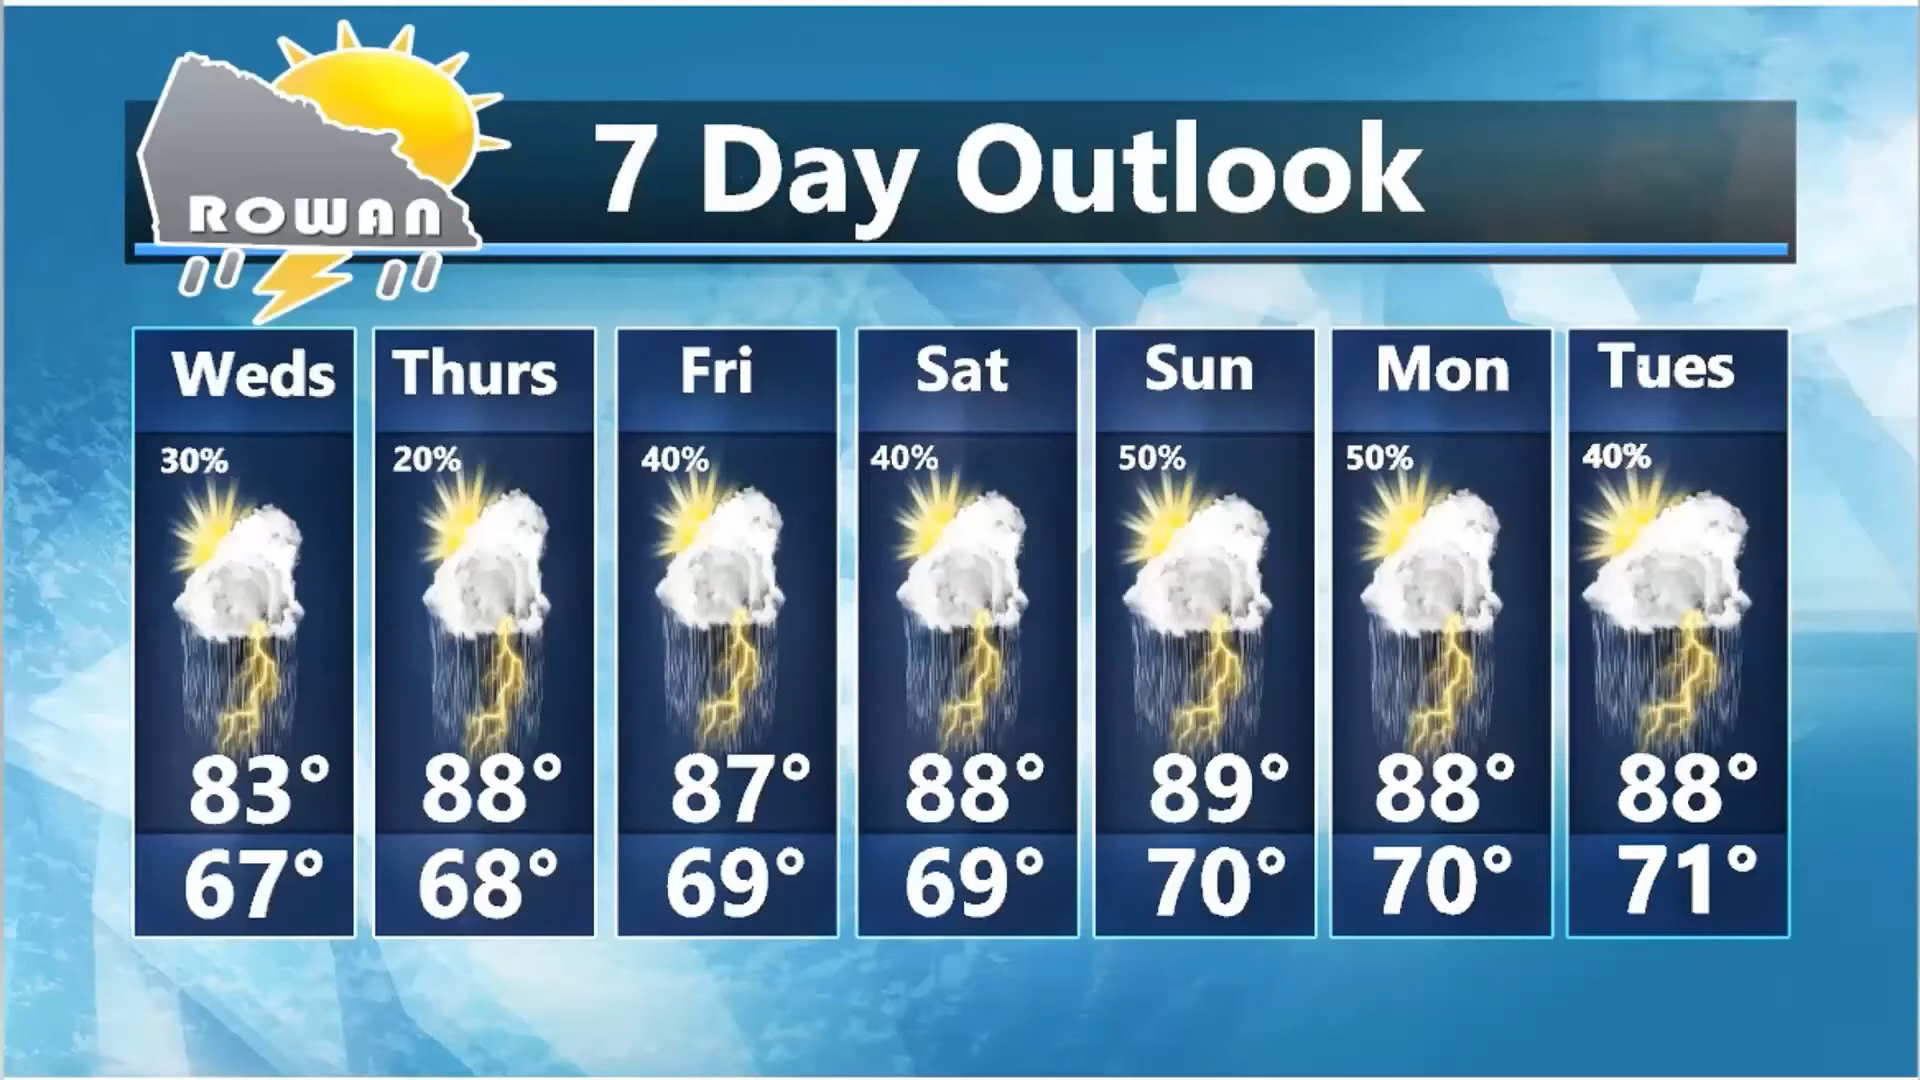 ROWAN
7 Day Outlook
Weds Thurs Fri Sat Sun Mon Tues
30% 20% 40% 40% 50% 50% 40%
83° 88° 87° 88° 89° 88° 88°
67° 68° 69° 69° 70° 70° 71°